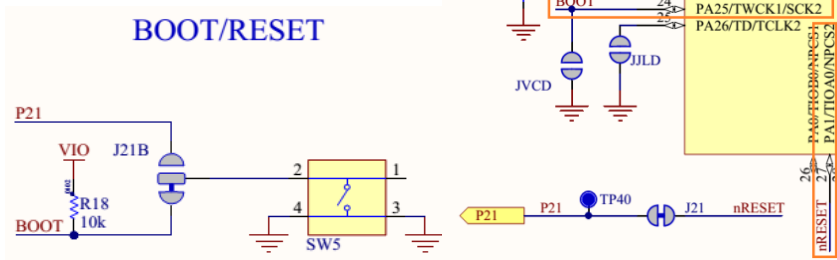 BOOT/RESET
P21
J21B
VIO
R18
10k
BOOT
2
1
4
3
SW5
BOOT
24
PA25/TWCK1/SCK2
25
PA26/TD/TCLK2
JVCD
JJLD
PA0/TIOB0/NPCS1
PA1/TIOA0/NPCS2
26
27
nRESET
P21
P21
TP40
J21
nRESET